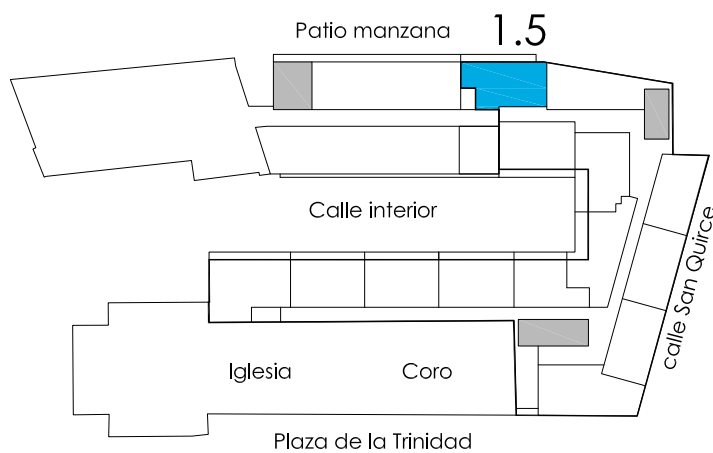 Patio manzana
1.5
Calle interior
calle San Quirce
Iglesia
Coro
Plaza de la Trinidad